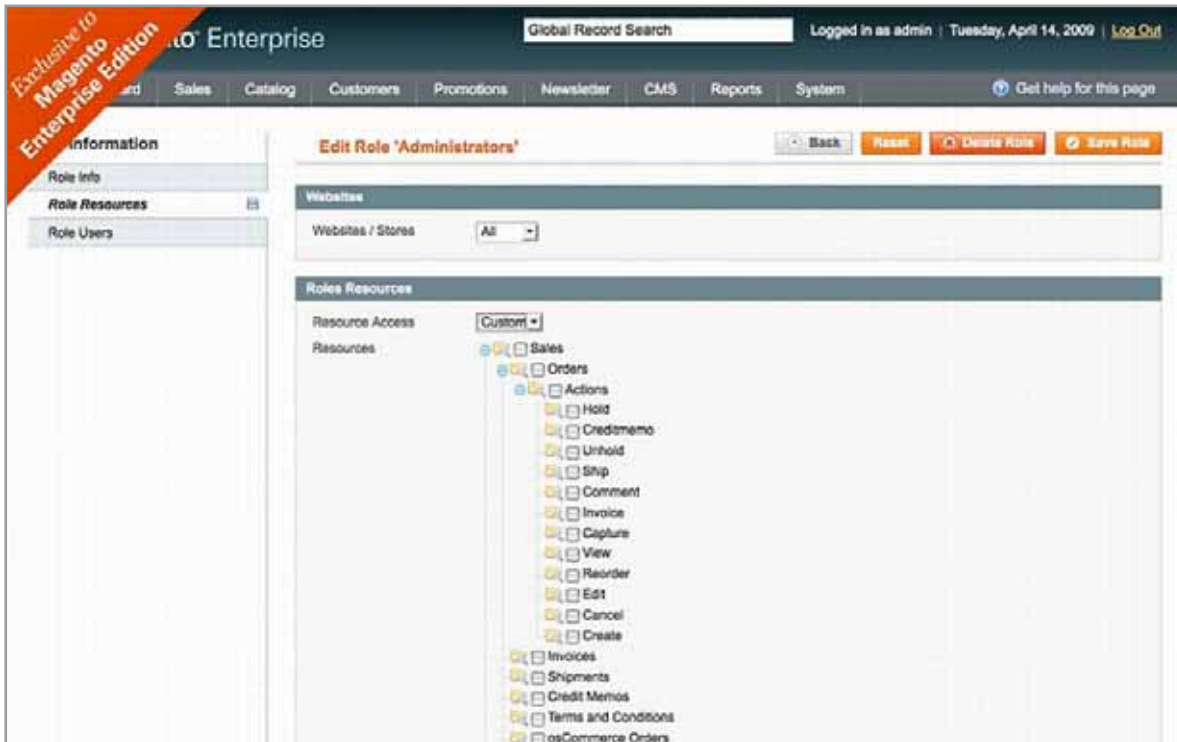 Exclusive to
Magento
Enterprise Edition
to Enterprise
Global Record Search
Logged in as admin | Tuesday, April 14, 2009 | Log Out
Sales Catalog Customers Promotions Newsletter CMS Reports System Get help for this page
Information
Edit Role 'Administrators'
Back Reset Delete Role Save Role
Role Info
Role Resources
Role Users
Websites
Websites / Stores All
Roles Resources
Resource Access Custom
Resources
Sales
Orders
Actions
Hold
Creditmemo
Unhold
Ship
Comment
Invoice
Capture
View
Reorder
Edit
Cancel
Create
Invoices
Shipments
Credit Memos
Terms and Conditions
osCommerce Orders